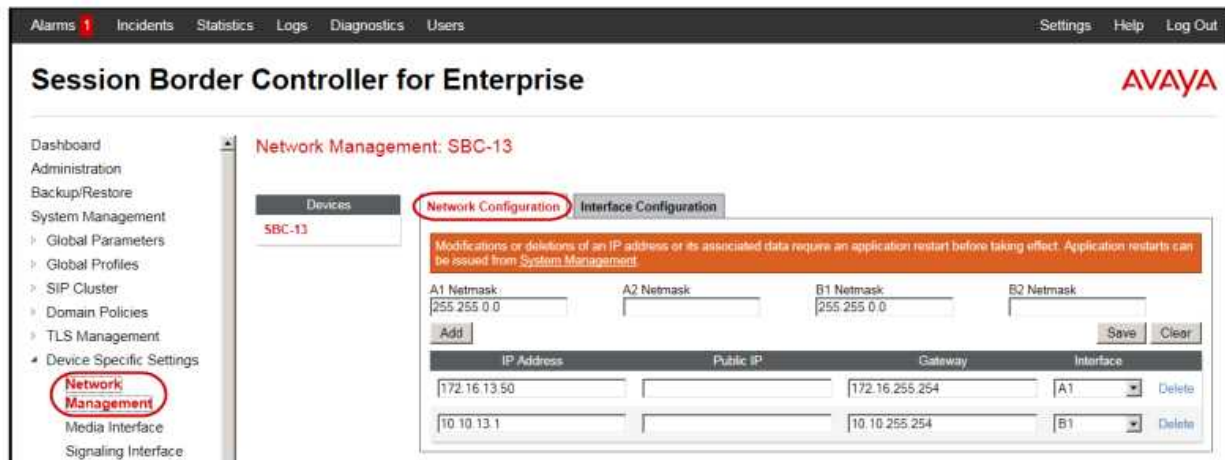 Alarms 1 Incidents Statistics Logs Diagnostics Users Settings Help Log Out
Session Border Controller for Enterprise
AVAYA
Dashboard
Administration
Backup/Restore
System Management
Global Parameters
Global Profiles
SIP Cluster
Domain Policies
TLS Management
Device Specific Settings
Network
Management
Media Interface
Signaling Interface
Network Management: SBC-13
Devices
SBC-13
Network Configuration Interface Configuration
Modifications or deletions of an IP address or its associated data require an application restart before taking effect. Application restarts can
be issued from System Management.
A1 Netmask A2 Netmask B1 Netmask B2 Netmask
255.255.0.0 255.255.0.0
Add Save Clear
IP Address Public IP Gateway Interface
172.16.13.50 172.16.255.254 A1 Delete
10.10.13.1 10.10.255.254 B1 Delete